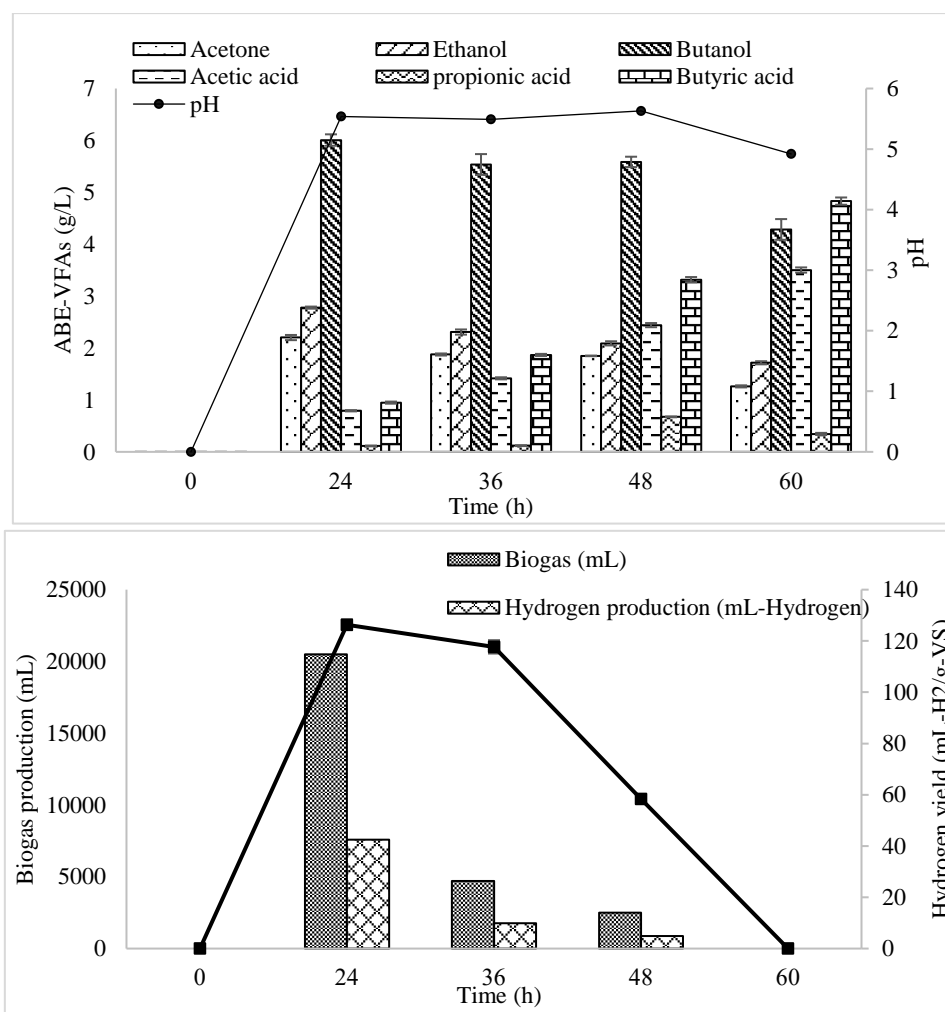 Acetone Ethanol Butanol
Acetic acid propionic acid Butyric acid
pH
7
6
5
4
3
2
1
0
ABE-VFAs (g/L)
6
5
4
3
2
1
0
pH
0 24 36 48 60
Time (h)
Biogas (mL)
Hydrogen production (mL-Hydrogen)
25000
20000
15000
10000
5000
0
Biogas production (mL)
140
120
100
80
60
40
20
0
Hydrogen yield (mL-H2/g-VS)
0 24 36 48 60
Time (h)